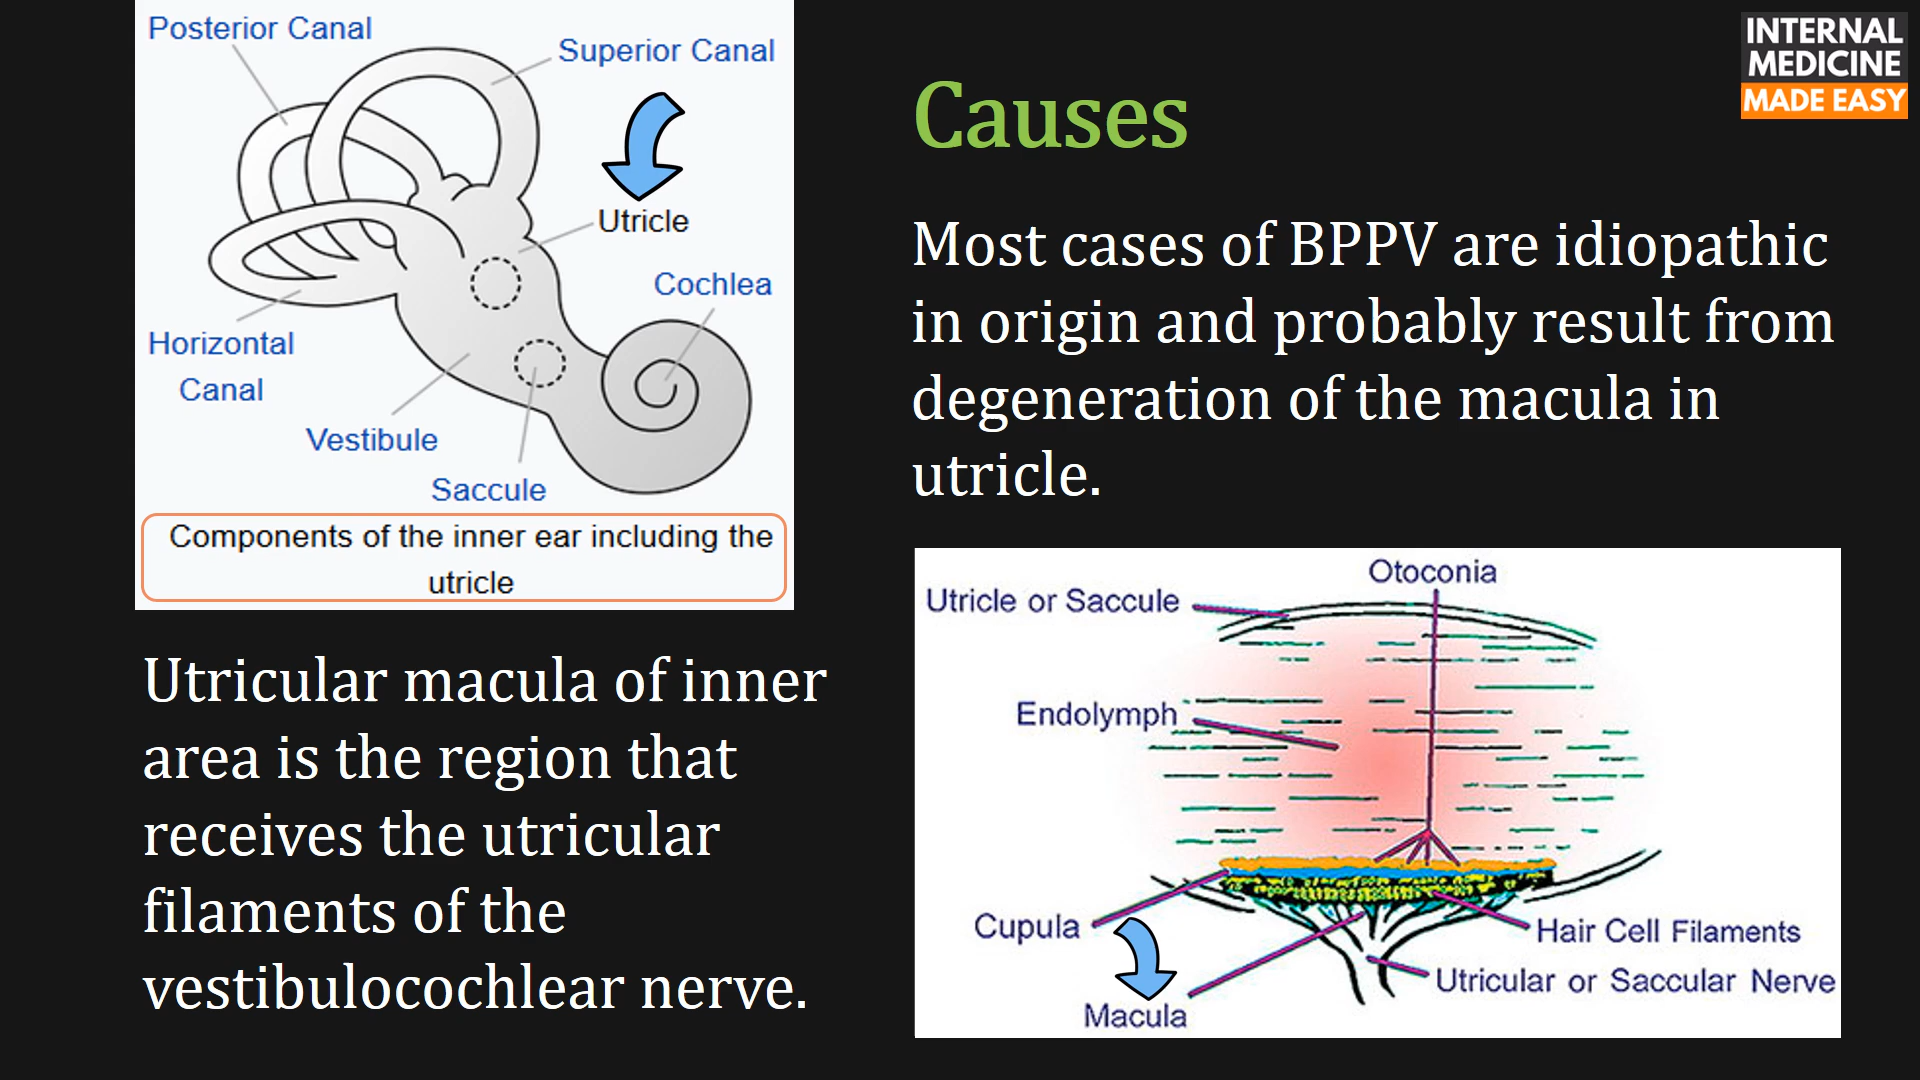 Posterior Canal
Superior Canal
Utricle
Cochlea
Horizontal
Canal
Vestibule
Saccule
Components of the inner ear including the
utricle
Utricular macula of inner
area is the region that
receives the utricular
filaments of the
vestibulocochlear nerve.
INTERNAL
MEDICINE
MADE EASY
Causes
Most cases of BPPV are idiopathic
in origin and probably result from
degeneration of the macula in
utricle.
Otoconia
Utricle or Saccule
Endolymph
Cupula
Hair Cell Filaments
Utricular or Saccular Nerve
Macula